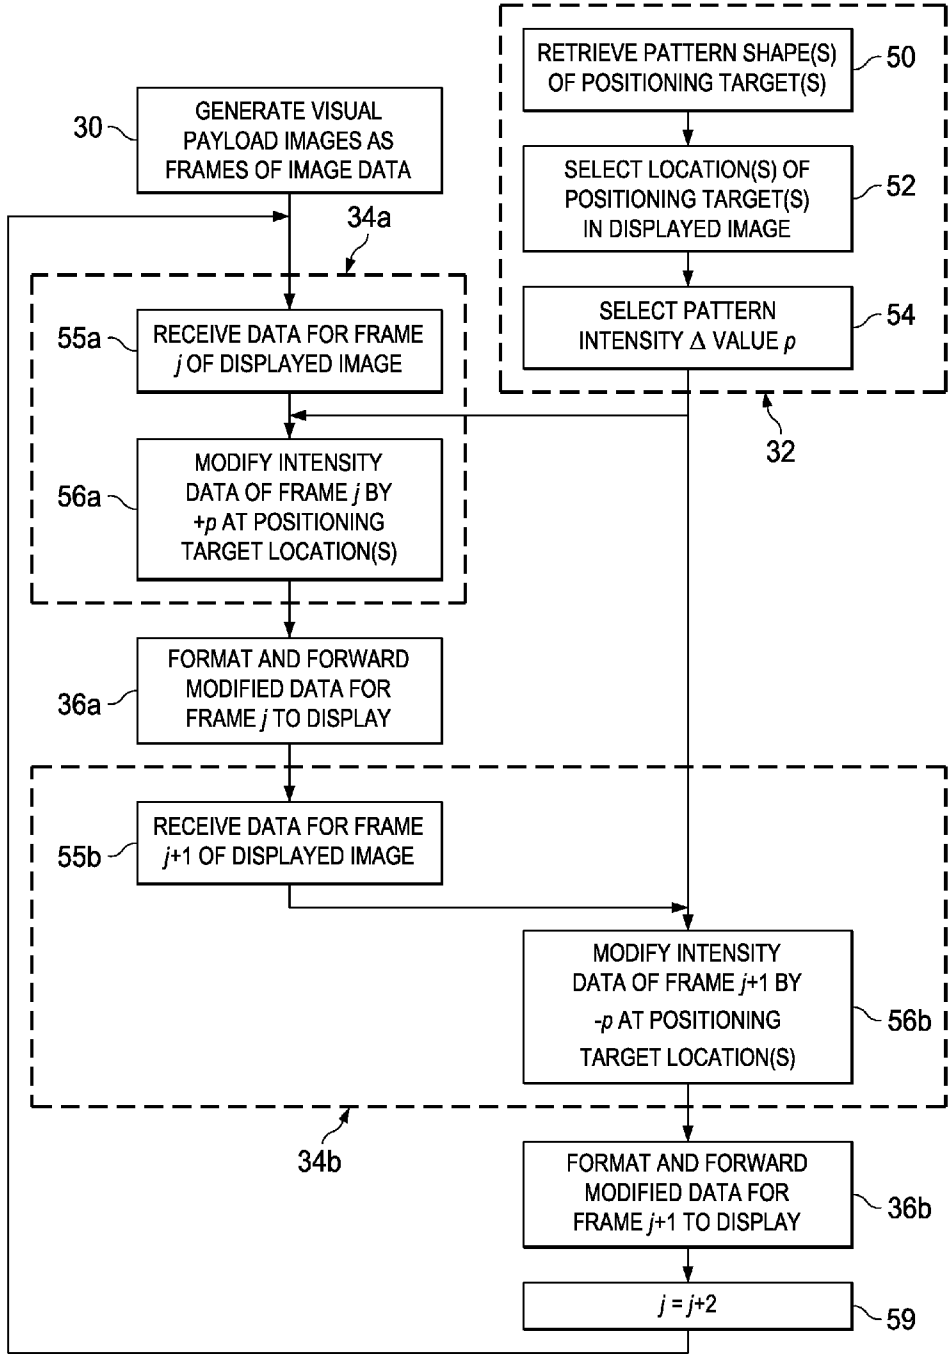 RETRIEVE PATTERN SHAPE(S)
OF POSITIONING TARGET(S)
50
GENERATE VISUAL
PAYLOAD IMAGES AS
FRAMES OF IMAGE DATA
30
SELECT LOCATION(S) OF
POSITIONING TARGET(S)
IN DISPLAYED IMAGE
52
34a
SELECT PATTERN
INTENSITY Δ VALUE p
54
32
55a
RECEIVE DATA FOR FRAME
j OF DISPLAYED IMAGE
56a
MODIFY INTENSITY
DATA OF FRAME j BY
+p AT POSITIONING
TARGET LOCATION(S)
36a
FORMAT AND FORWARD
MODIFIED DATA FOR
FRAME j TO DISPLAY
55b
RECEIVE DATA FOR FRAME
j+1 OF DISPLAYED IMAGE
MODIFY INTENSITY
DATA OF FRAME j+1 BY
-p AT POSITIONING
TARGET LOCATION(S)
56b
34b
FORMAT AND FORWARD
MODIFIED DATA FOR
FRAME j+1 TO DISPLAY
36b
j = j+2
59